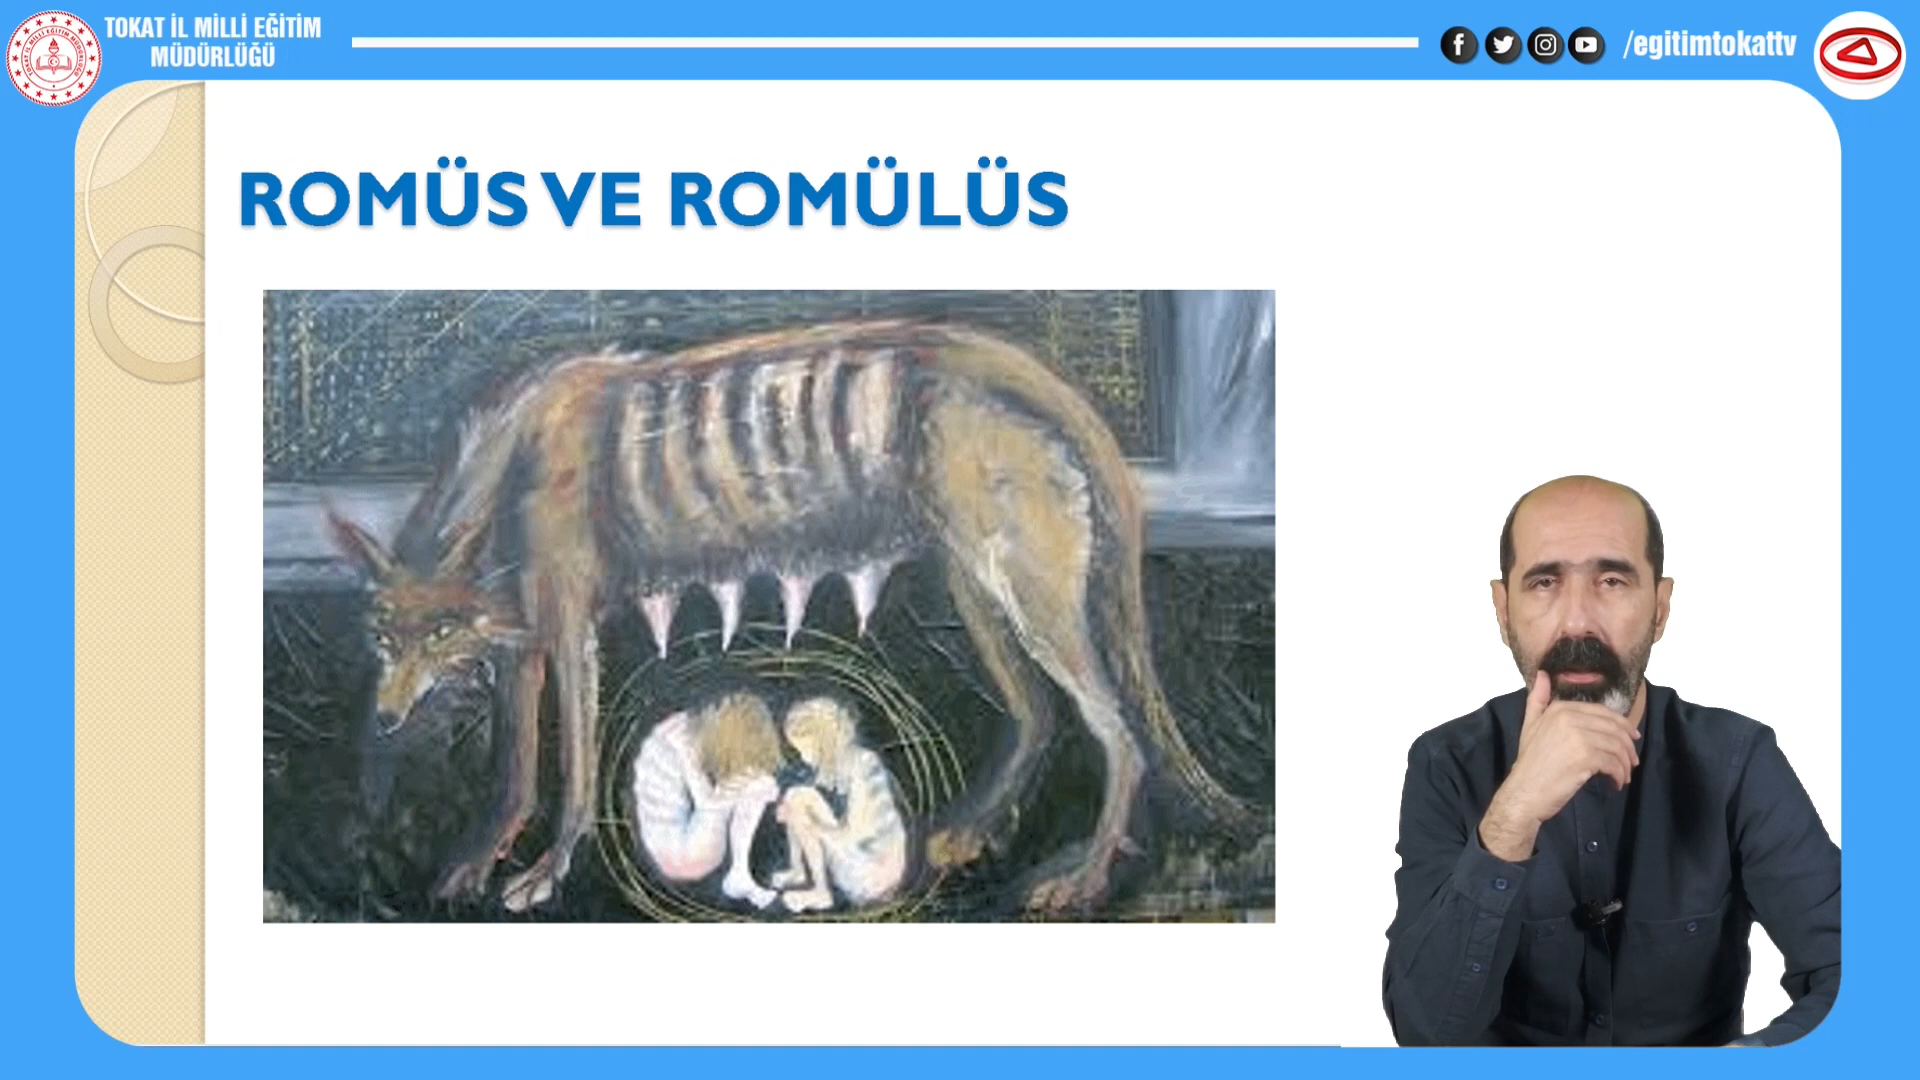 TOKAT İL MİLLİ EĞİTİM
MÜDÜRLÜĞÜ
/egitimtokattv
ROMÜS VE ROMÜLÜS